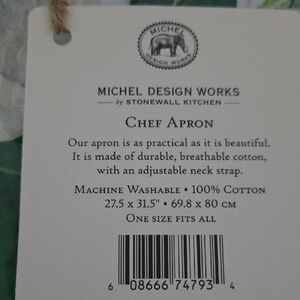 MICHEL
DESIGN WORKS
MICHEL DESIGN WORKS
by STONEWALL KITCHEN
CHEF APRON
Our apron is as practical as it is beautiful.
It is made of durable, breathable cotton,
with an adjustable neck strap.
MACHINE WASHABLE • 100% COTTON
27.5 x 31.5" • 69.8 x 80 CM
ONE SIZE FITS ALL
6 08666 74793 4